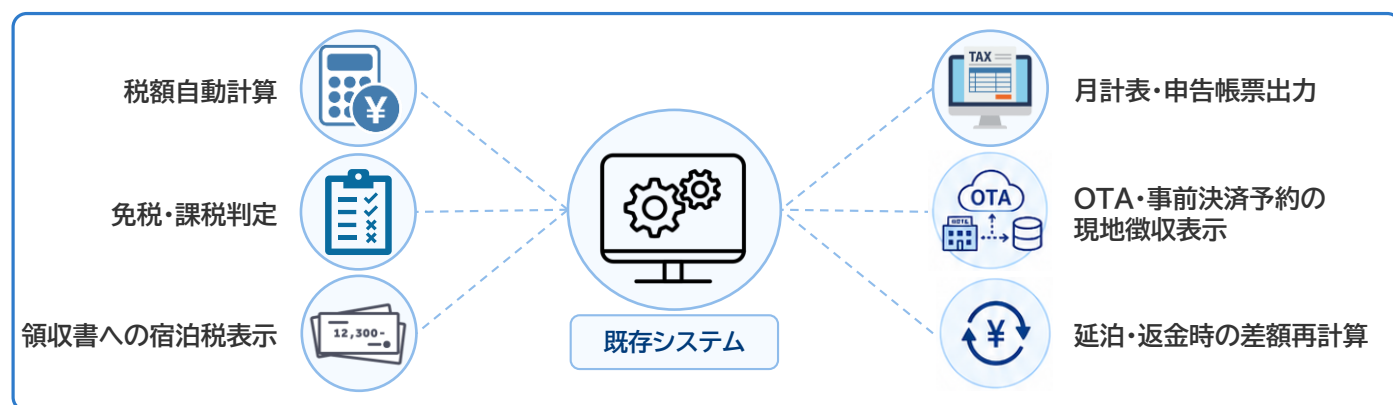 税額自動計算
免税・課税判定
領収書への宿泊税表示
¥
12,300-
既存システム
TAX
月計表・申告帳票出力
OTA
HOTEL
OTA・事前決済予約の
現地徴収表示
¥
延泊・返金時の差額再計算